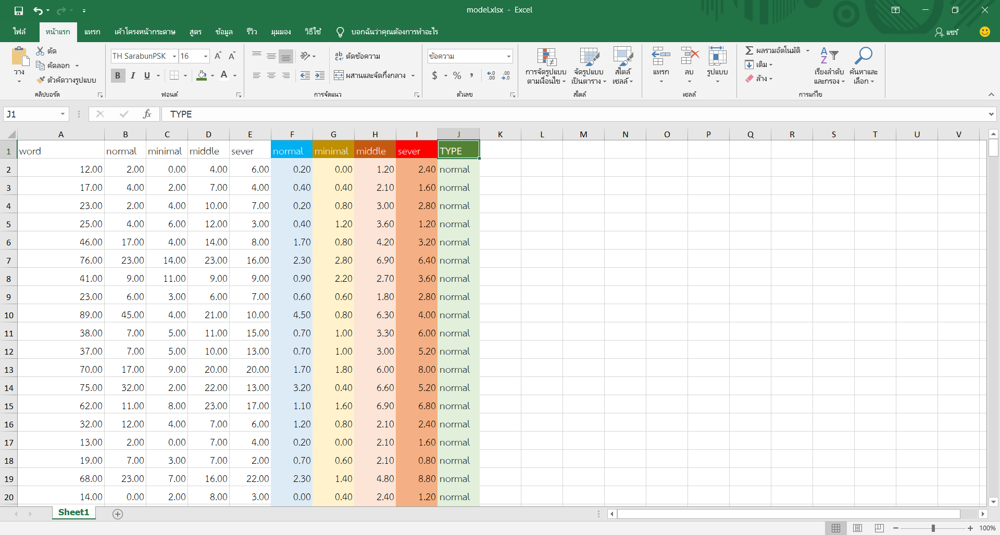 model.xlsx - Excel
ไฟล์ หน้าแรก แทรก เค้าโครงหน้ากระดาษ สูตร ข้อมูล รีวิว มุมมอง วิธีใช้ บอกฉันว่าคุณต้องการทำอะไร แชร์
วาง
ตัด
คัดลอก
ตัวคัดวางรูปแบบ
คลิปบอร์ด
TH SarabunPSK 16 A A
B I U A
ฟอนต์
ab ตัดข้อความ
ผสานและจัดกึ่งกลาง
การจัดแนว
ข้อความ
$ % , .00 .00
ตัวเลข
การจัดรูปแบบ
ตามเงื่อนไข
จัดรูปแบบ
เป็นตาราง
สไตล์
เซลล์
สไตล์
แทรก ลบ รูปแบบ
เซลล์
ผลรวมอัตโนมัติ
เติม
ล้าง
เรียงลำดับ
และกรอง
ค้นหาและ
เลือก
การแก้ไข
J1 fx TYPE
A B C D E F G H I J K L M N O P Q R S T U V
1 word normal minimal middle sever normal minimal middle sever TYPE
2 12.00 2.00 0.00 4.00 6.00 0.20 0.00 1.20 2.40 normal
3 17.00 4.00 2.00 7.00 4.00 0.40 0.40 2.10 1.60 normal
4 23.00 2.00 4.00 10.00 7.00 0.20 0.80 3.00 2.80 normal
5 25.00 4.00 6.00 12.00 3.00 0.40 1.20 3.60 1.20 normal
6 46.00 17.00 4.00 14.00 8.00 1.70 0.80 4.20 3.20 normal
7 76.00 23.00 14.00 23.00 16.00 2.30 2.80 6.90 6.40 normal
8 41.00 9.00 11.00 9.00 9.00 0.90 2.20 2.70 3.60 normal
9 23.00 6.00 3.00 6.00 7.00 0.60 0.60 1.80 2.80 normal
10 89.00 45.00 4.00 21.00 10.00 4.50 0.80 6.30 4.00 normal
11 38.00 7.00 5.00 11.00 15.00 0.70 1.00 3.30 6.00 normal
12 37.00 7.00 5.00 10.00 13.00 0.70 1.00 3.00 5.20 normal
13 70.00 17.00 9.00 20.00 20.00 1.70 1.80 6.00 8.00 normal
14 75.00 32.00 2.00 22.00 13.00 3.20 0.40 6.60 5.20 normal
15 62.00 11.00 8.00 23.00 17.00 1.10 1.60 6.90 6.80 normal
16 32.00 12.00 4.00 7.00 6.00 1.20 0.80 2.10 2.40 normal
17 13.00 2.00 0.00 7.00 4.00 0.20 0.00 2.10 1.60 normal
18 19.00 7.00 3.00 7.00 2.00 0.70 0.60 2.10 0.80 normal
19 68.00 23.00 7.00 16.00 22.00 2.30 1.40 4.80 8.80 normal
20 14.00 0.00 2.00 8.00 3.00 0.00 0.40 2.40 1.20 normal
Sheet1
100%